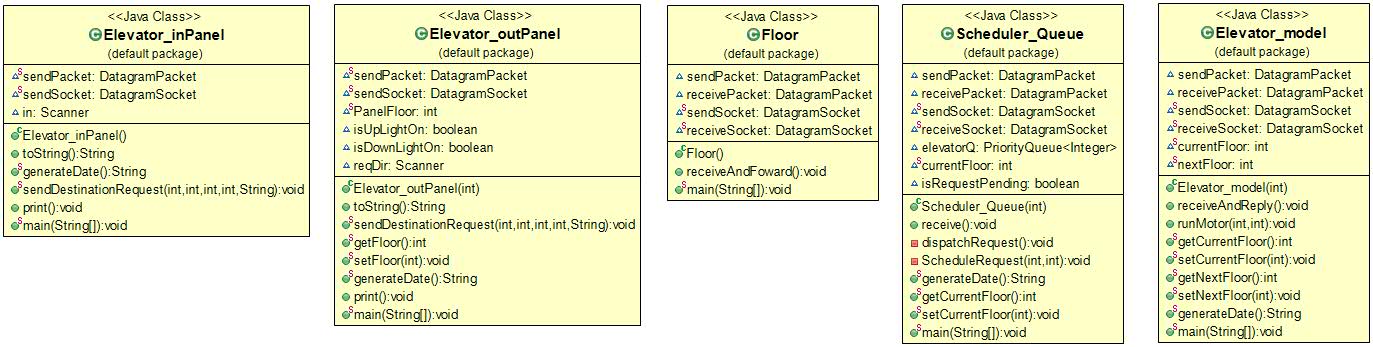 <<Java Class>>
Elevator_inPanel
(default package)
sendPacket: DatagramPacket
sendSocket: DatagramSocket
in: Scanner
Elevator_inPanel()
toString():String
generateDate():String
sendDestinationRequest(int,int,int,int,String):void
print():void
main(String[]):void
<<Java Class>>
Elevator_outPanel
(default package)
sendPacket: DatagramPacket
sendSocket: DatagramSocket
PanelFloor: int
isUpLightOn: boolean
isDownLightOn: boolean
reqDir: Scanner
Elevator_outPanel(int)
toString():String
sendDestinationRequest(int,int,int,int,String):void
getFloor():int
setFloor(int):void
generateDate():String
print():void
main(String[]):void
<<Java Class>>
Floor
(default package)
sendPacket: DatagramPacket
receivePacket: DatagramPacket
sendSocket: DatagramSocket
receiveSocket: DatagramSocket
Floor()
receiveAndFoward():void
main(String[]):void
<<Java Class>>
Scheduler_Queue
(default package)
sendPacket: DatagramPacket
receivePacket: DatagramPacket
sendSocket: DatagramSocket
receiveSocket: DatagramSocket
elevatorQ: PriorityQueue<Integer>
currentFloor: int
isRequestPending: boolean
Scheduler_Queue(int)
receive():void
dispatchRequest():void
ScheduleRequest(int,int):void
generateDate():String
getCurrentFloor():int
setCurrentFloor(int):void
main(String[]):void
<<Java Class>>
Elevator_model
(default package)
sendPacket: DatagramPacket
receivePacket: DatagramPacket
sendSocket: DatagramSocket
receiveSocket: DatagramSocket
currentFloor: int
nextFloor: int
Elevator_model(int)
receiveAndReply():void
runMotor(int,int):void
getCurrentFloor():int
setCurrentFloor(int):void
getNextFloor():int
setNextFloor(int):void
generateDate():String
main(String[]):void